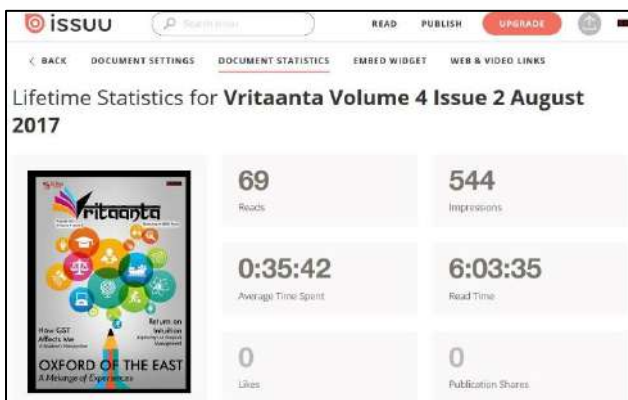 issuu
Search Issuu
READ
PUBLISH
UPGRADE
< BACK
DOCUMENT SETTINGS
DOCUMENT STATISTICS
EMBED WIDGET
WEB & VIDEO LINKS
Lifetime Statistics for Vritaanta Volume 4 Issue 2 August
2017
69
Reads
544
Impressions
0:35:42
Average Time Spent
6:03:35
Read Time
0
Likes
0
Publication Shares
Vritaanta
How GST
Affects Me
Return on
Intuition
OXFORD OF THE EAST
A Melange of Experiences